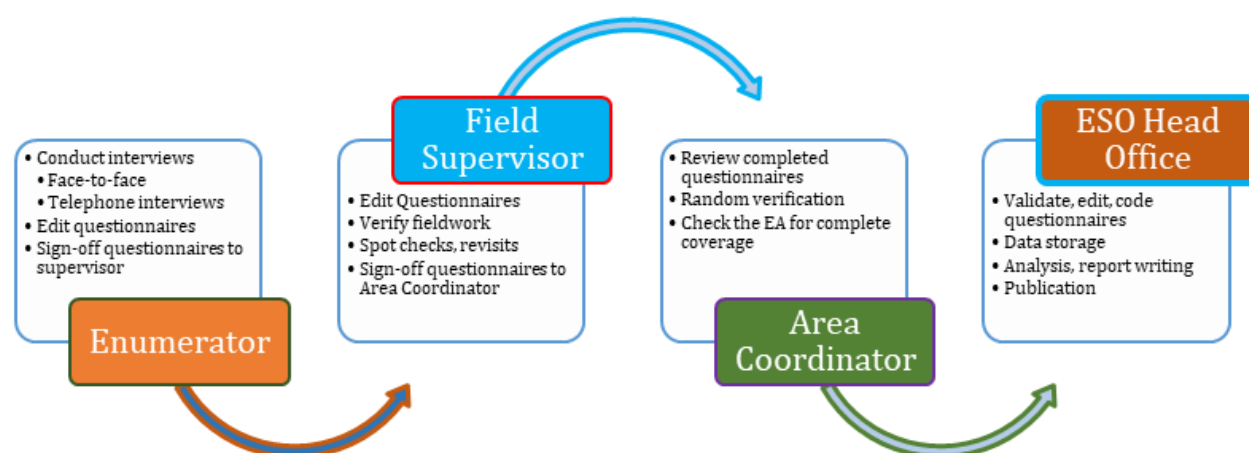 • Conduct interviews
• Face-to-face
• Telephone interviews
• Edit questionnaires
• Sign-off questionnaires to
supervisor
Enumerator
Field
Supervisor
• Edit Questionnaires
• Verify fieldwork
• Spot checks, revisits
• Sign-off questionnaires to
Area Coordinator
• Review completed
questionnaires
• Random verification
• Check the EA for complete
coverage
Area
Coordinator
ESO Head
Office
• Validate, edit, code
questionnaires
• Data storage
• Analysis, report writing
• Publication